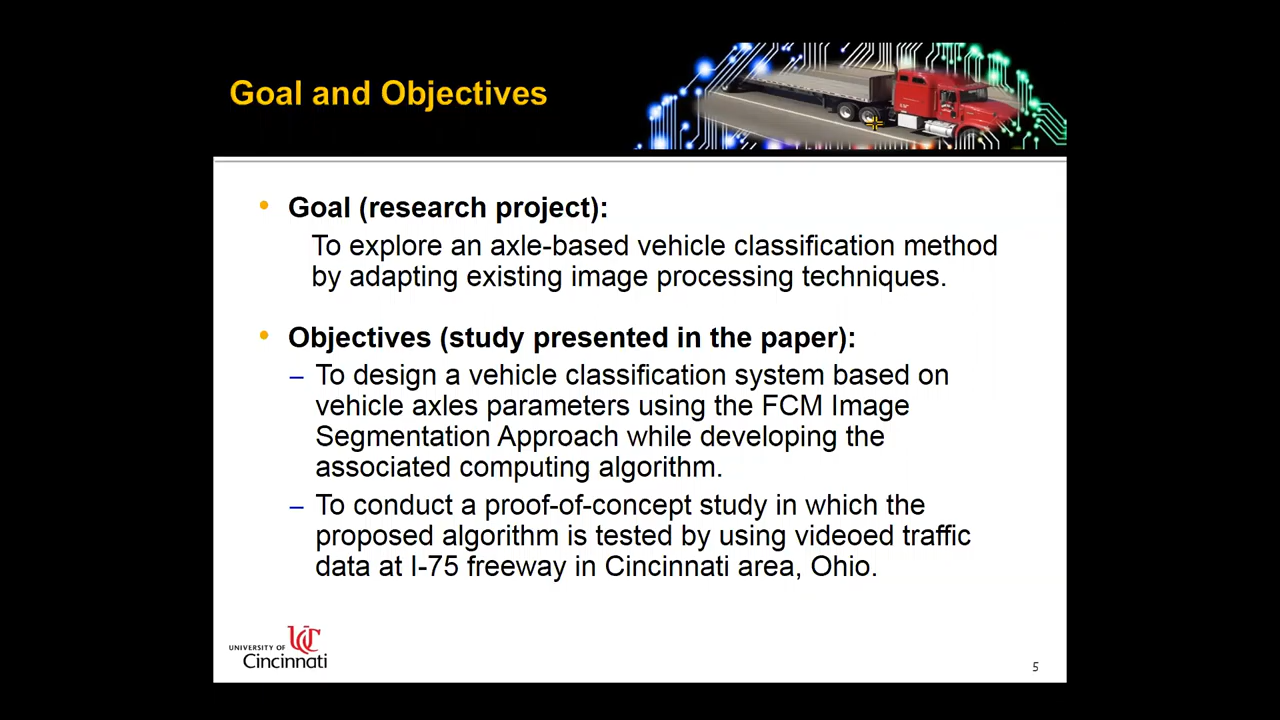 Goal and Objectives
• Goal (research project):
To explore an axle-based vehicle classification method
by adapting existing image processing techniques.
• Objectives (study presented in the paper):
– To design a vehicle classification system based on
vehicle axles parameters using the FCM Image
Segmentation Approach while developing the
associated computing algorithm.
– To conduct a proof-of-concept study in which the
proposed algorithm is tested by using videoed traffic
data at I-75 freeway in Cincinnati area, Ohio.
UC
UNIVERSITY OF
Cincinnati
5